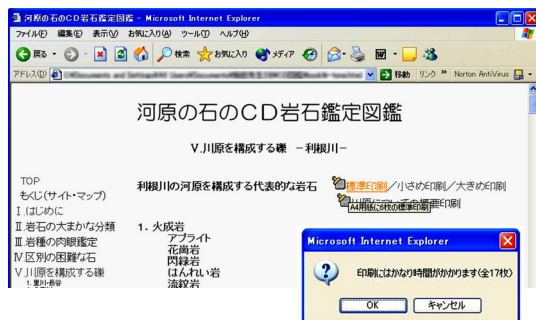 河原の石のCD岩石鑑定図鑑 - Microsoft Internet Explorer
ファイル(F) 編集(E) 表示(V) お気に入り(A) ツール(T) ヘルプ(H)
戻る 検索 お気に入り メディア
アドレス(D) 移動 リンク » Norton AntiVirus
河原の石のCD岩石鑑定図鑑
V.川原を構成する礫 -利根川-
TOP
もくじ(サイト・マップ)
I.はじめに
II.岩石の大まかな分類
III.岩種の肉眼鑑定
IV.区別の困難な石
V.川原を構成する礫
利根川の河原を構成する代表的な岩石 標準印刷/小さめ印刷/大きめ印刷
概要印刷
A4用紙に6枚の標準印刷
1.火成岩
アプライト
花崗岩
閃緑岩
はんれい岩
流紋岩
Microsoft Internet Explorer
印刷にはかなり時間がかかります(全17枚)
OK キャンセル